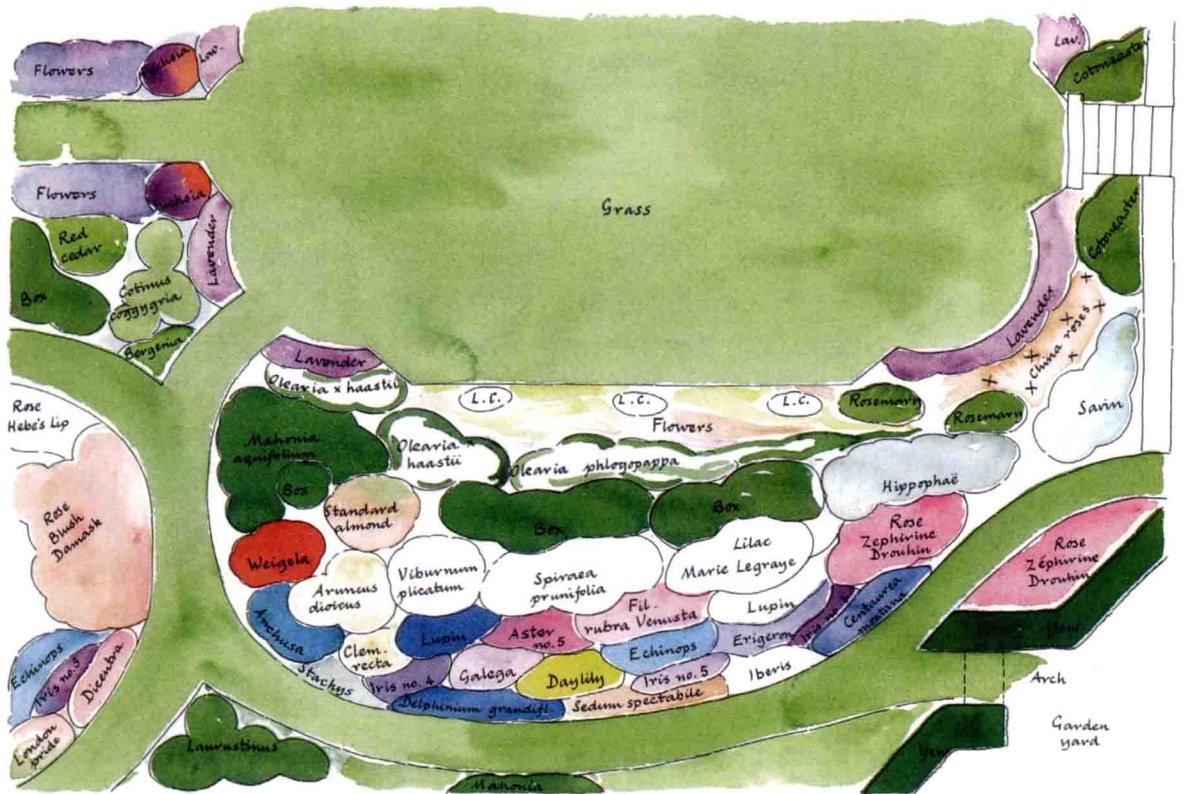 Flowers
Fuchsia
Lav.
Lav.
Cotoneaster
Flowers
Fuchsia
Grass
Red
cedar
Lavender
Cotoneaster
Box
Cotinus
coggygria
Lavender
China roses
Bergenia
Lavender
Olearia x haastii
L.C.
L.C.
L.C.
Rosemary
Rosemary
Savin
Rose
Hebe's Lip
Flowers
Mahonia
aquifolium
Olearia x
haastii
Olearia phlogopappa
Hippophaë
Box
Standard
almond
Box
Box
Rose
Blush
Damask
Rose
Zephirine
Drouhin
Rose
Zéphirine
Drouhin
Weigela
Viburnum
plicatum
Spiraea
prunifolia
Lilac
Marie Legraye
Aruncus
dioicus
Fil.
rubra Venusta
Lupin
Iris no.
Centaurea
montana
Anchusa
Lupin
Aster
no. 5
Erigeron
Yew
Echinops
Iris no. 3
Dicentra
Clem.
recta
Echinops
Stachys
Iris no. 4
Galega
Daylily
Iris no. 5
Iberis
Arch
Delphinium grandifl.
Sedum spectabile
London
pride
Laurustinus
Yew
Garden
yard
Mahonia